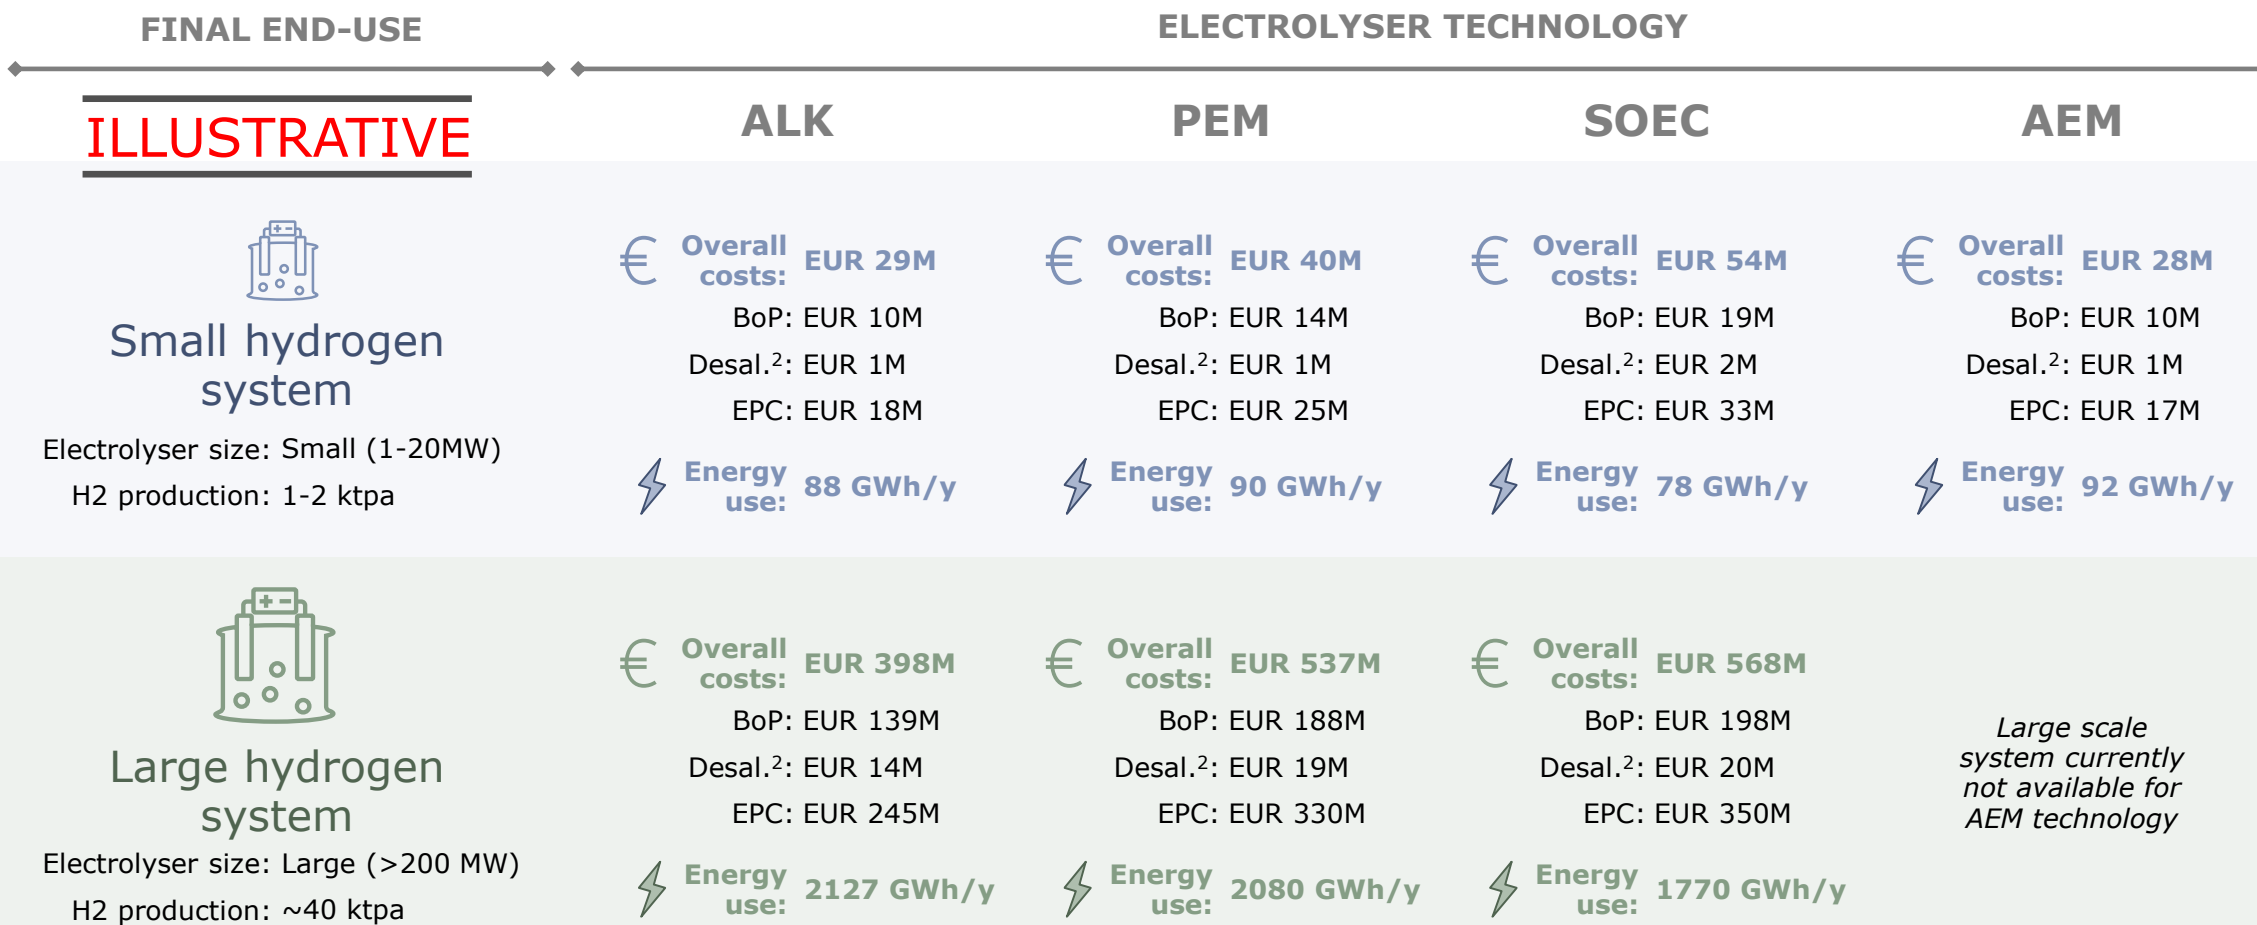 FINAL END-USE
ELECTROLYSER TECHNOLOGY
ILLUSTRATIVE
ALK
PEM
SOEC
AEM
Small hydrogen
system
Electrolyser size: Small (1-20MW)
H2 production: 1-2 ktpa
Overall
costs: EUR 29M
BoP: EUR 10M
Desal.²: EUR 1M
EPC: EUR 18M
Energy
use: 88 GWh/y
Overall
costs: EUR 40M
BoP: EUR 14M
Desal.²: EUR 1M
EPC: EUR 25M
Energy
use: 90 GWh/y
Overall
costs: EUR 54M
BoP: EUR 19M
Desal.²: EUR 2M
EPC: EUR 33M
Energy
use: 78 GWh/y
Overall
costs: EUR 28M
BoP: EUR 10M
Desal.²: EUR 1M
EPC: EUR 17M
Energy
use: 92 GWh/y
Large hydrogen
system
Electrolyser size: Large (>200 MW)
H2 production: ~40 ktpa
Overall
costs: EUR 398M
BoP: EUR 139M
Desal.²: EUR 14M
EPC: EUR 245M
Energy
use: 2127 GWh/y
Overall
costs: EUR 537M
BoP: EUR 188M
Desal.²: EUR 19M
EPC: EUR 330M
Energy
use: 2080 GWh/y
Overall
costs: EUR 568M
BoP: EUR 198M
Desal.²: EUR 20M
EPC: EUR 350M
Energy
use: 1770 GWh/y
Large scale
system currently
not available for
AEM technology